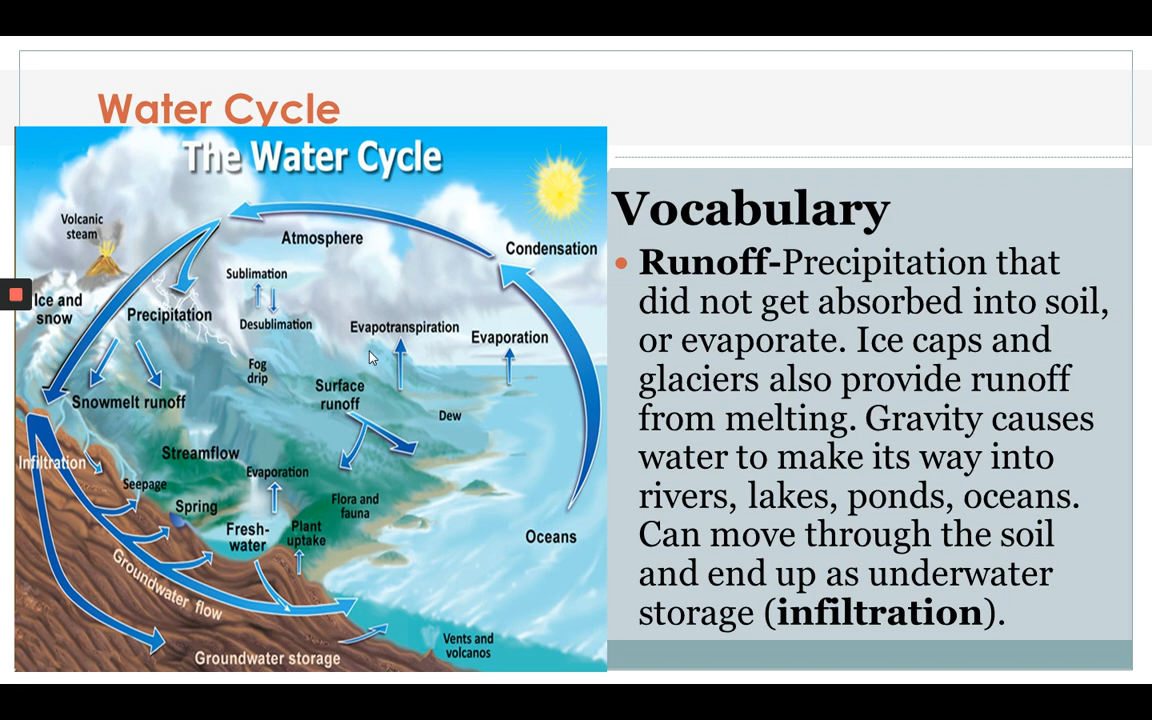 Water Cycle
The Water Cycle
Volcanic
steam
Atmosphere
Condensation
Sublimation
Ice and
snow
Precipitation
Desublimation
Evapotranspiration
Evaporation
Fog
drip
Surface
runoff
Snowmelt runoff
Dew
Streamflow
Infiltration
Evaporation
Seepage
Spring
Flora and
fauna
Fresh-
water
Plant
uptake
Oceans
Groundwater flow
Vents and
volcanos
Groundwater storage
Vocabulary
• Runoff-Precipitation that
did not get absorbed into soil,
or evaporate. Ice caps and
glaciers also provide runoff
from melting. Gravity causes
water to make its way into
rivers, lakes, ponds, oceans.
Can move through the soil
and end up as underwater
storage (infiltration).